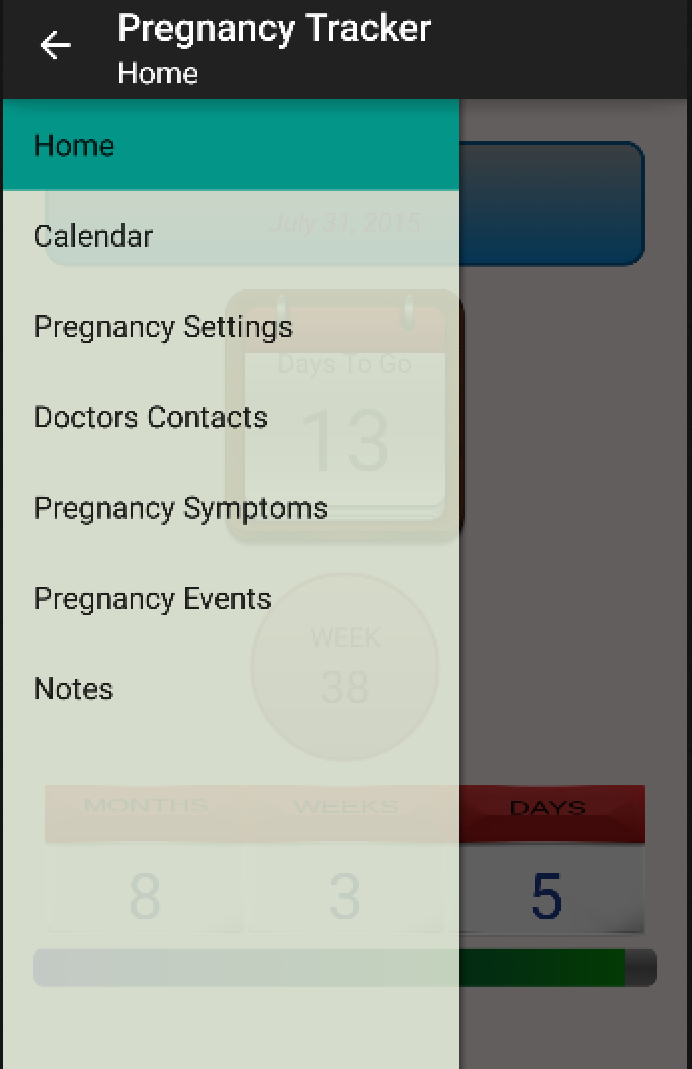 Pregnancy Tracker
Home
Home
July 31, 2015
Calendar
Pregnancy Settings
Days To Go
Doctors Contacts
13
Pregnancy Symptoms
Pregnancy Events
WEEK
38
Notes
MONTHS WEEKS DAYS
8 3 5